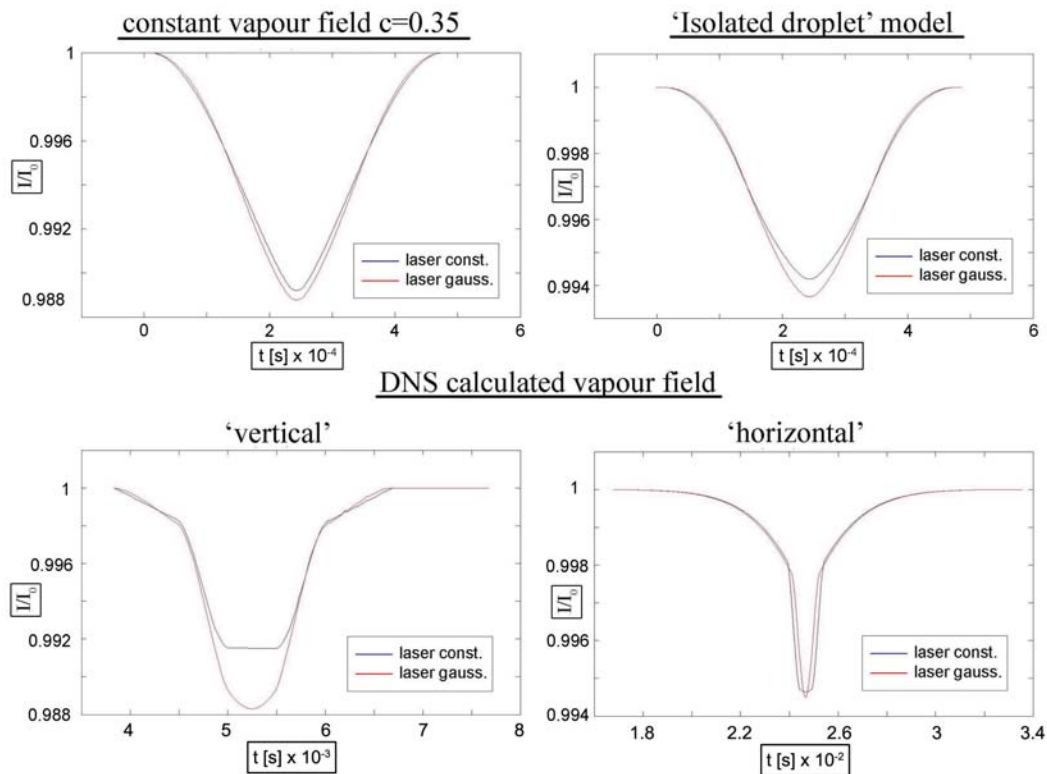 constant vapour field c=0.35
'Isolated droplet' model
1
0.996
0.992
0.988
I/I₀
laser const.
laser gauss.
0 2 4 6
t [s] x 10⁻⁴
1
0.998
0.996
0.994
I/I₀
laser const.
laser gauss.
0 2 4 6
t [s] x 10⁻⁴
DNS calculated vapour field
'vertical'
'horizontal'
1
0.996
0.992
0.988
I/I₀
laser const.
laser gauss.
4 5 6 7 8
t [s] x 10⁻³
1
0.998
0.996
0.994
I/I₀
laser const.
laser gauss.
1.8 2.2 2.6 3 3.4
t [s] x 10⁻²